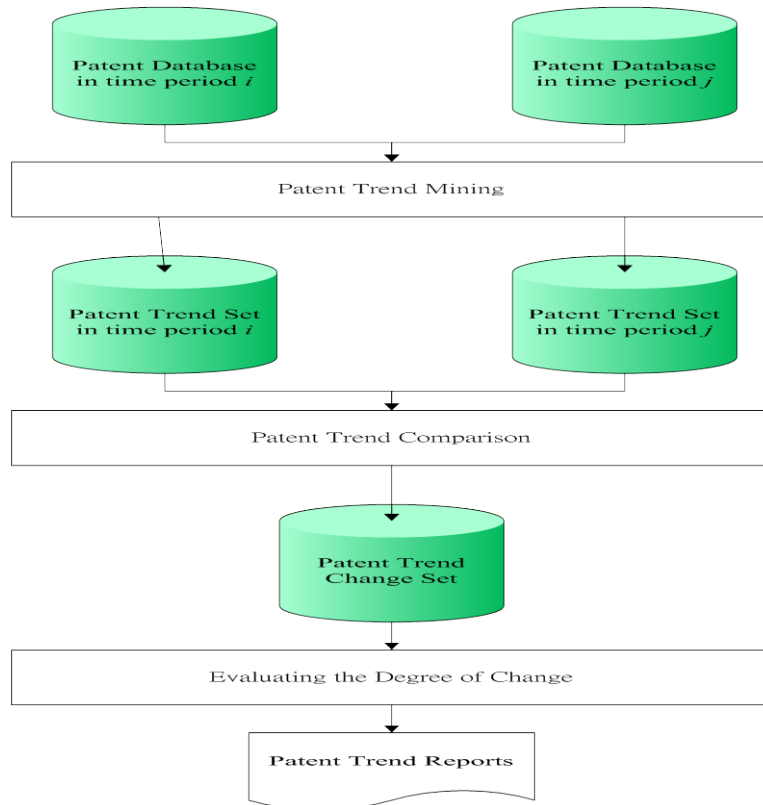 Patent Database
in time period i
Patent Database
in time period j
Patent Trend Mining
Patent Trend Set
in time period i
Patent Trend Set
in time period j
Patent Trend Comparison
Patent Trend
Change Set
Evaluating the Degree of Change
Patent Trend Reports